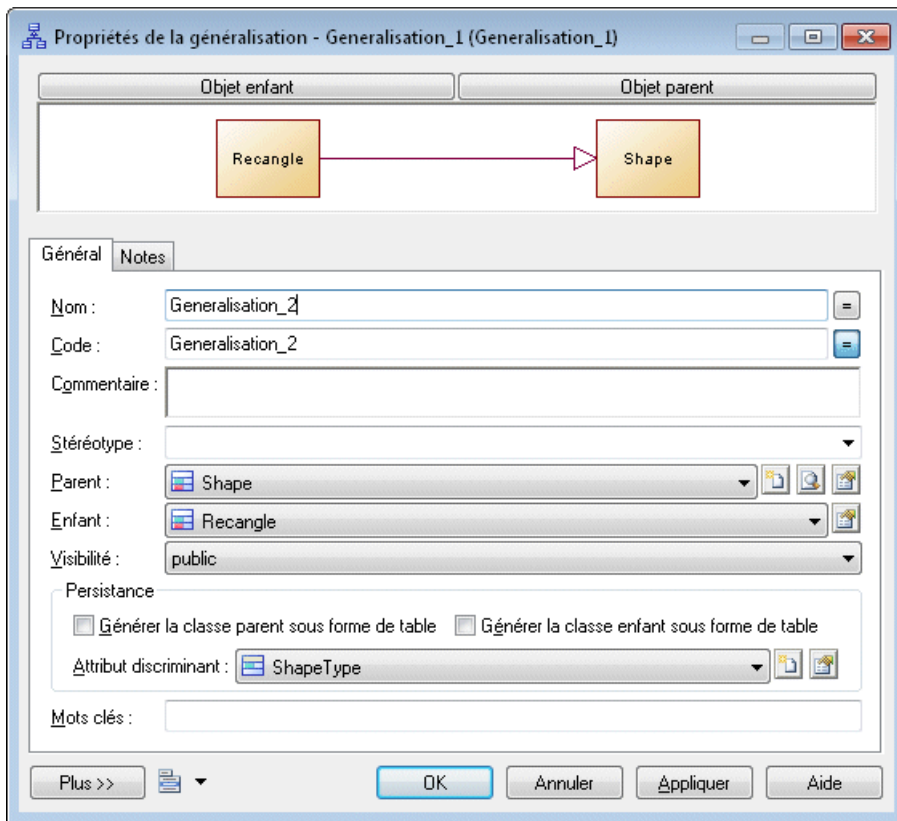 Propriétés de la généralisation - Generalisation_1 (Generalisation_1)
Objet enfant
Objet parent
Recangle
Shape
Général
Notes
Nom :
Generalisation_2
=
Code :
Generalisation_2
=
Commentaire :
Stéréotype :
Parent :
Shape
Enfant :
Recangle
Visibilité :
public
Persistance
Générer la classe parent sous forme de table
Générer la classe enfant sous forme de table
Attribut discriminant :
ShapeType
Mots clés :
Plus >>
OK
Annuler
Appliquer
Aide